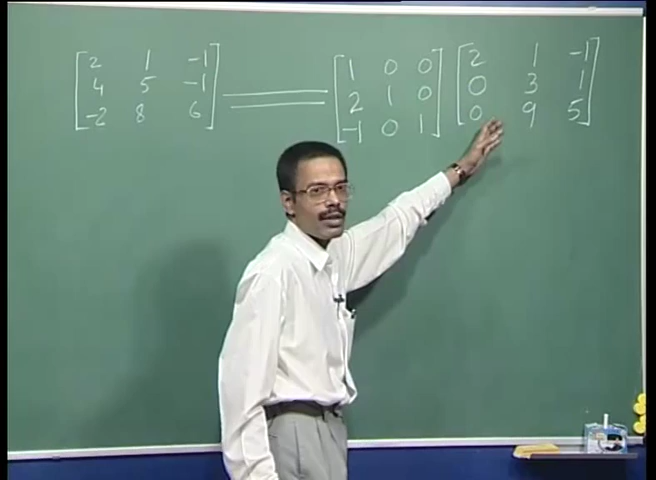 [2 1 -1] = [1 0 0] [2 1 -1]
[4 5 -1] [2 1 0] [0 3 1]
[-2 8 6] [-1 0 1] [0 9 5]